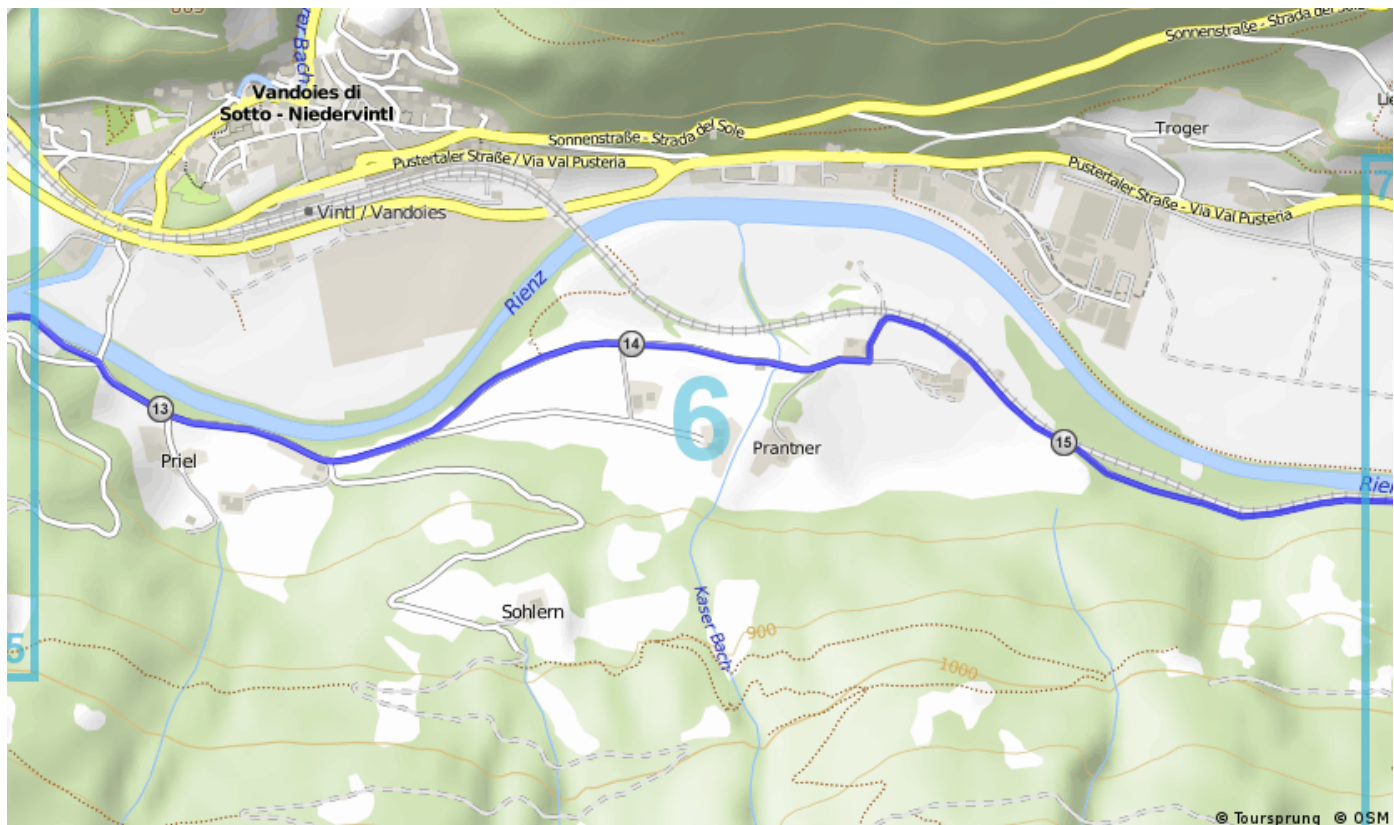 Sonnenstraße - Strada del Sole
Vandoies di
Sotto - Niedervintl
Troger
Sonnenstraße - Strada del Sole
Pustertaler Straße / Via Val Pusteria
Pustertaler Straße - Via Val Pusteria
7
Vintl / Vandoies
Rienz
14
13
6
15
Prantner
Priel
Sohlern
Kaser Bach
900
1000
5
© Toursprung © OSM